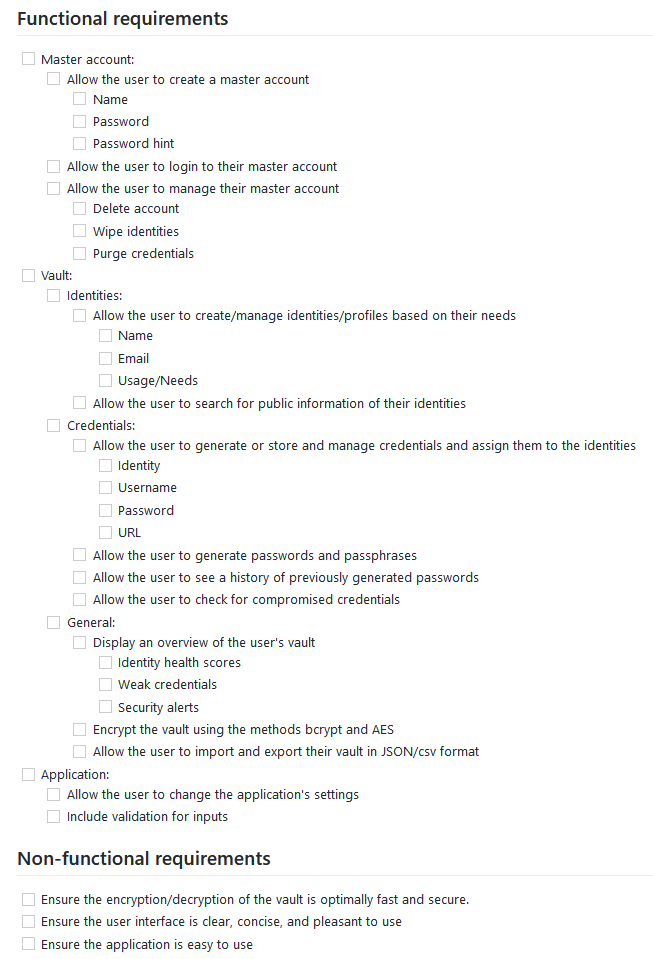 Functional requirements
Master account:
Allow the user to create a master account
Name
Password
Password hint
Allow the user to login to their master account
Allow the user to manage their master account
Delete account
Wipe identities
Purge credentials
Vault:
Identities:
Allow the user to create/manage identities/profiles based on their needs
Name
Email
Usage/Needs
Allow the user to search for public information of their identities
Credentials:
Allow the user to generate or store and manage credentials and assign them to the identities
Identity
Username
Password
URL
Allow the user to generate passwords and passphrases
Allow the user to see a history of previously generated passwords
Allow the user to check for compromised credentials
General:
Display an overview of the user's vault
Identity health scores
Weak credentials
Security alerts
Encrypt the vault using the methods bcrypt and AES
Allow the user to import and export their vault in JSON/csv format
Application:
Allow the user to change the application's settings
Include validation for inputs
Non-functional requirements
Ensure the encryption/decryption of the vault is optimally fast and secure.
Ensure the user interface is clear, concise, and pleasant to use
Ensure the application is easy to use